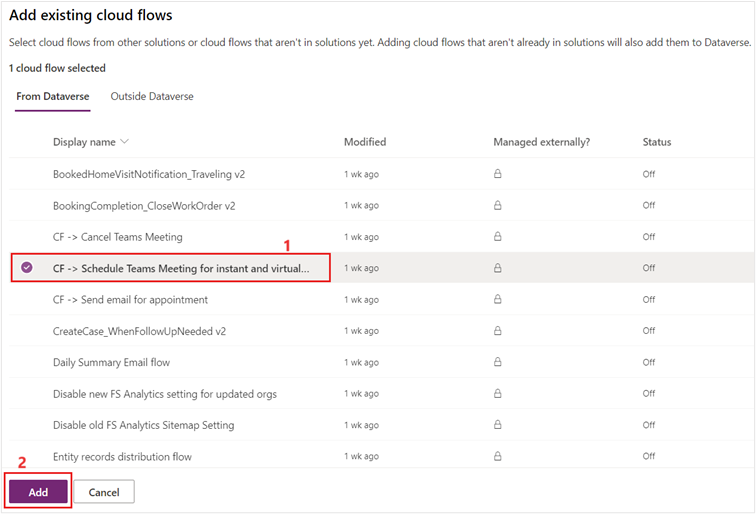 Add existing cloud flows
Select cloud flows from other solutions or cloud flows that aren't in solutions yet. Adding cloud flows that aren't already in solutions will also add them to Dataverse.
1 cloud flow selected
From Dataverse Outside Dataverse
Display name Modified Managed externally? Status
BookedHomeVisitNotification_Traveling v2 1 wk ago Off
BookingCompletion_CloseWorkOrder v2 1 wk ago Off
CF -> Cancel Teams Meeting 1 wk ago Off
1
CF -> Schedule Teams Meeting for instant and virtual... 1 wk ago Off
CF -> Send email for appointment 1 wk ago Off
CreateCase_WhenFollowUpNeeded v2 1 wk ago Off
Daily Summary Email flow 1 wk ago Off
Disable new FS Analytics setting for updated orgs 1 wk ago Off
Disable old FS Analytics Sitemap Setting 1 wk ago Off
Entity records distribution flow 1 wk ago Off
2
Add Cancel